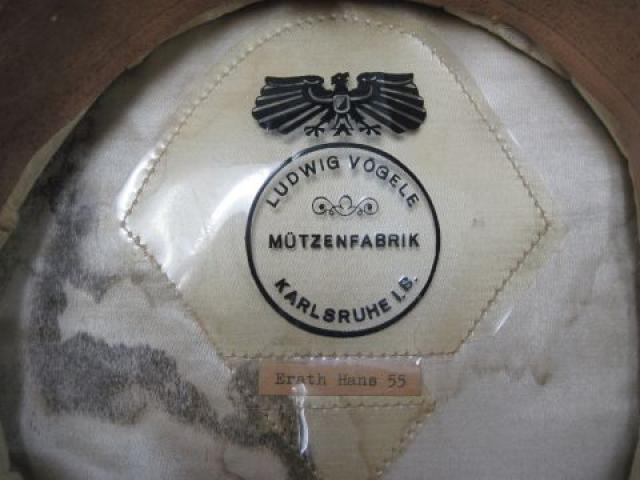 LUDWIG VÖGELE
MÜTZENFABRIK
KARLSRUHE I.B.
Erath Hans 55